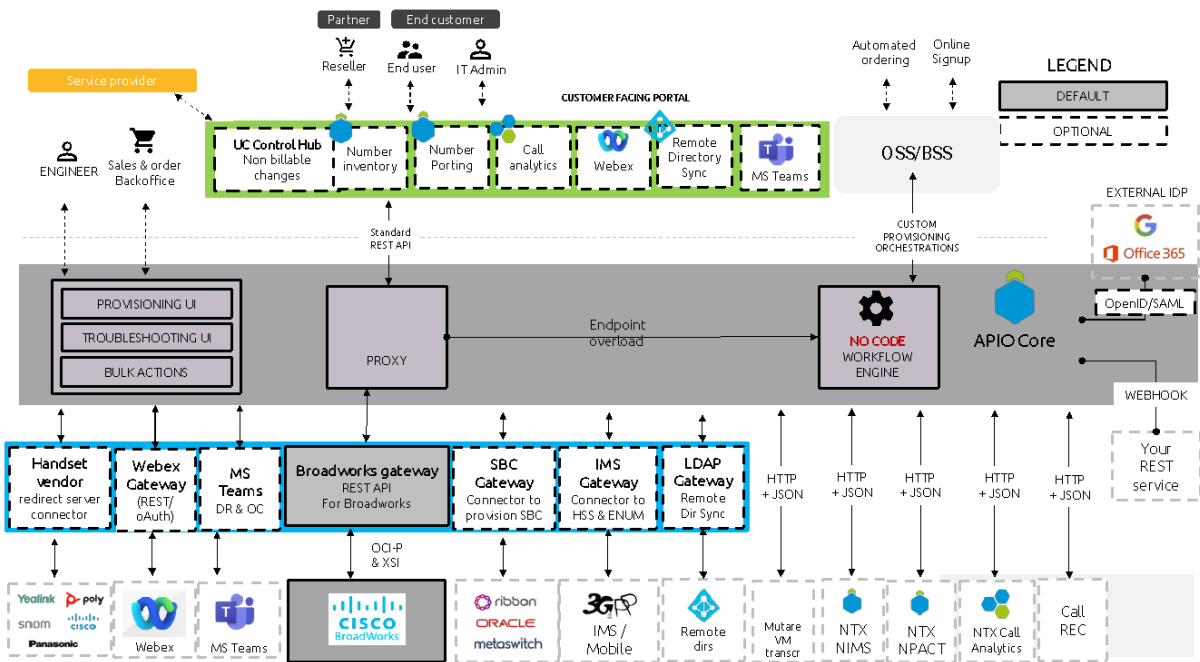 Partner
End customer
Reseller
End user
IT Admin
Automated
ordering
Online
Signup
LEGEND
DEFAULT
OPTIONAL
Service provider
CUSTOMER FACING PORTAL
ENGINEER
Sales & order
Backoffice
UC Control Hub
Non billable
changes
Number
inventory
Number
Porting
Call
analytics
Webex
Remote
Directory
Sync
MS Teams
OSS/BSS
EXTERNAL IDP
Office 365
Standard
REST API
CUSTOM
PROVISIONING
ORCHESTRATIONS
OpenID/SAML
PROVISIONING UI
TROUBLESHOOTING UI
BULK ACTIONS
PROXY
Endpoint
overload
NO CODE
WORKFLOW
ENGINE
APIO Core
WEBHOOK
Your
REST
service
Handset
vendor
redirect server
connector
Webex
Gateway
(REST/
oAuth)
MS
Teams
DR & OC
Broadworks gateway
REST API
For Broadworks
SBC
Gateway
Connector to
provision SBC
IMS
Gateway
Connector to
HSS & ENUM
LDAP
Gateway
Remote
Dir Sync
HTTP
+ JSON
HTTP
+ JSON
HTTP
+ JSON
HTTP
+ JSON
HTTP
+ JSON
OCI-P
& XSI
Yealink
poly
snom
CISCO
Panasonic
Webex
MS Teams
CISCO
BroadWorks
ribbon
ORACLE
metaswitch
3GPP
IMS /
Mobile
Remote
dirs
Mutare
VM
transcr
NTX
NIMS
NTX
NPACT
NTX Call
Analytics
Call
REC